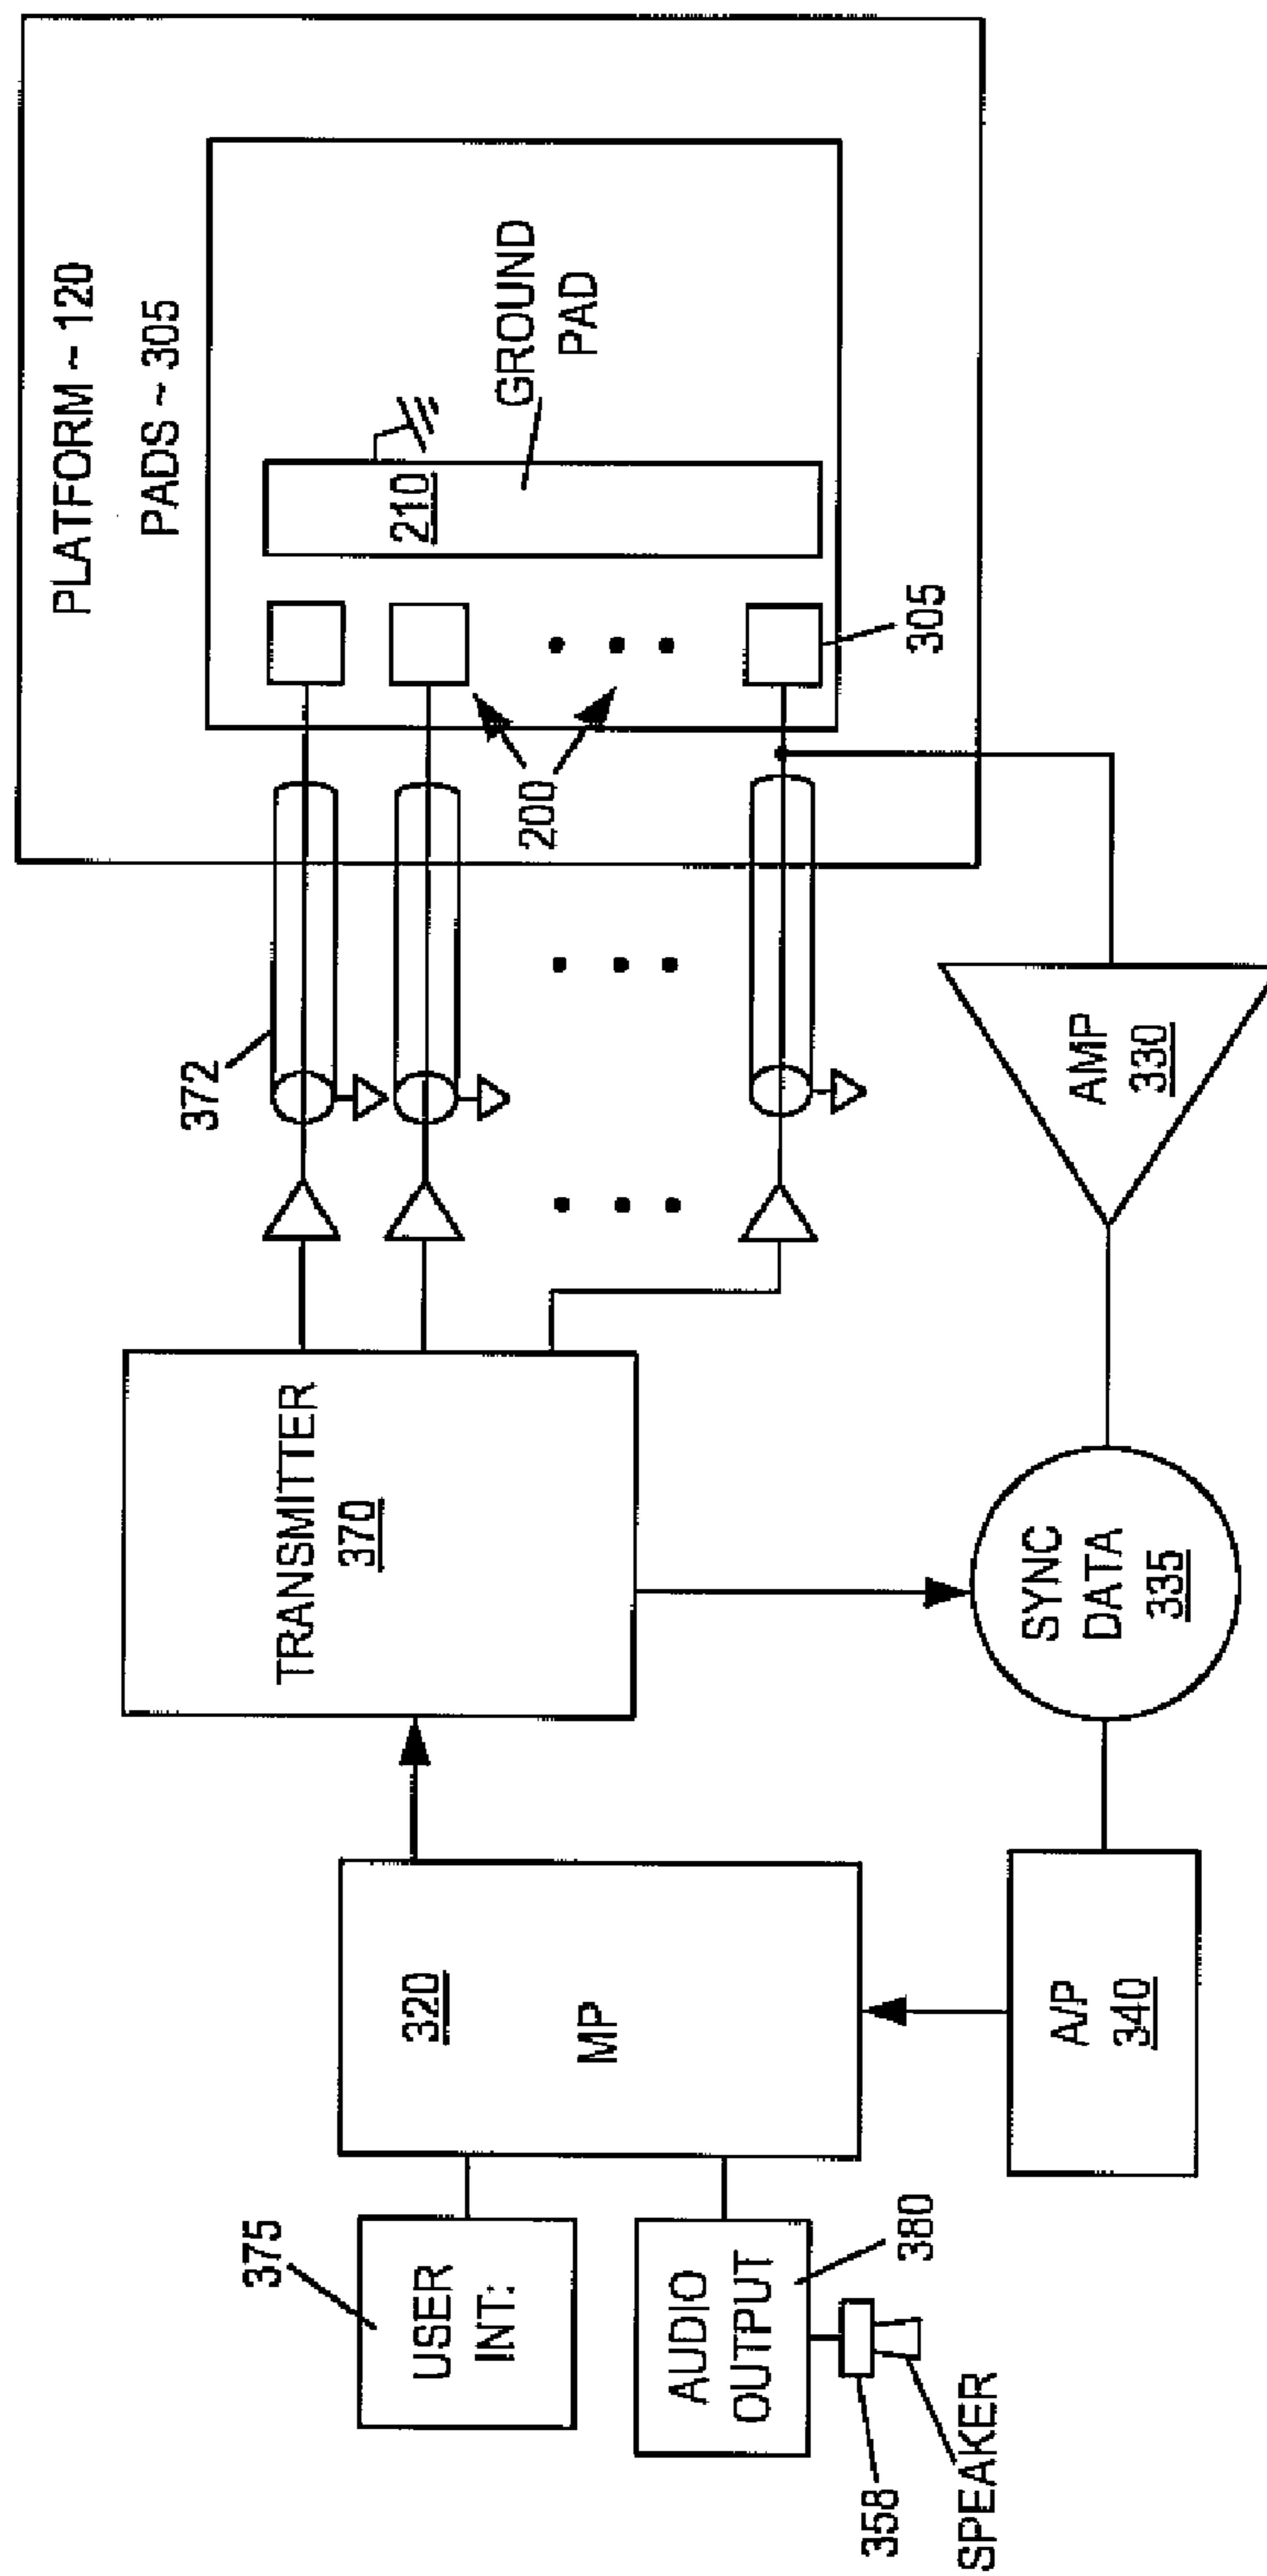 PLATFORM ~ 120
PADS ~ 305
210
GROUND
PAD
200
305
372
TRANSMITTER
370
AMP
330
SYNC
DATA
335
320
MP
A/P
340
375
USER
INT:
AUDIO
OUTPUT
380
358
SPEAKER